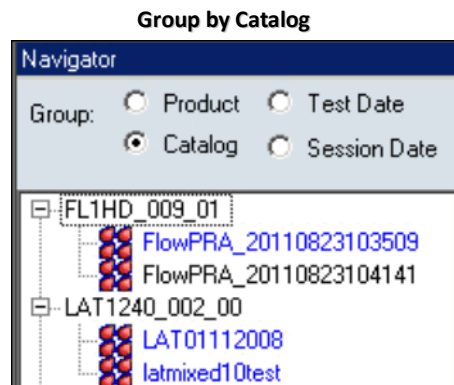 Group by Catalog
Navigator
Group: Product Test Date
Catalog Session Date
FL1HD_009_01
FlowPRA_20110823103509
FlowPRA_20110823104141
LAT1240_002_00
LAT01112008
latmixed10test